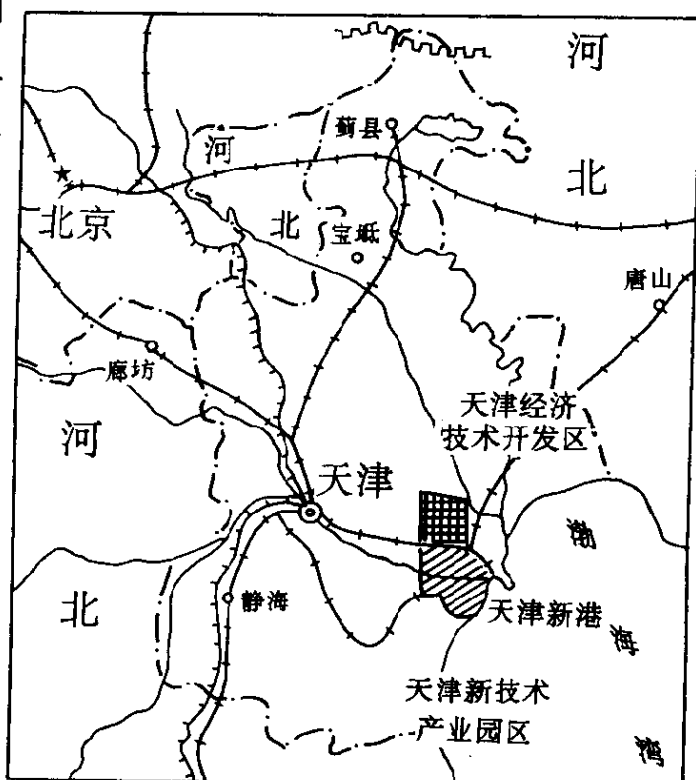 河
蓟县
河
北
北京
北
宝坻
唐山
廊坊
天津经济
技术开发区
河
天津
渤
静海
天津新港
北
海
天津新技术
产业园区
湾